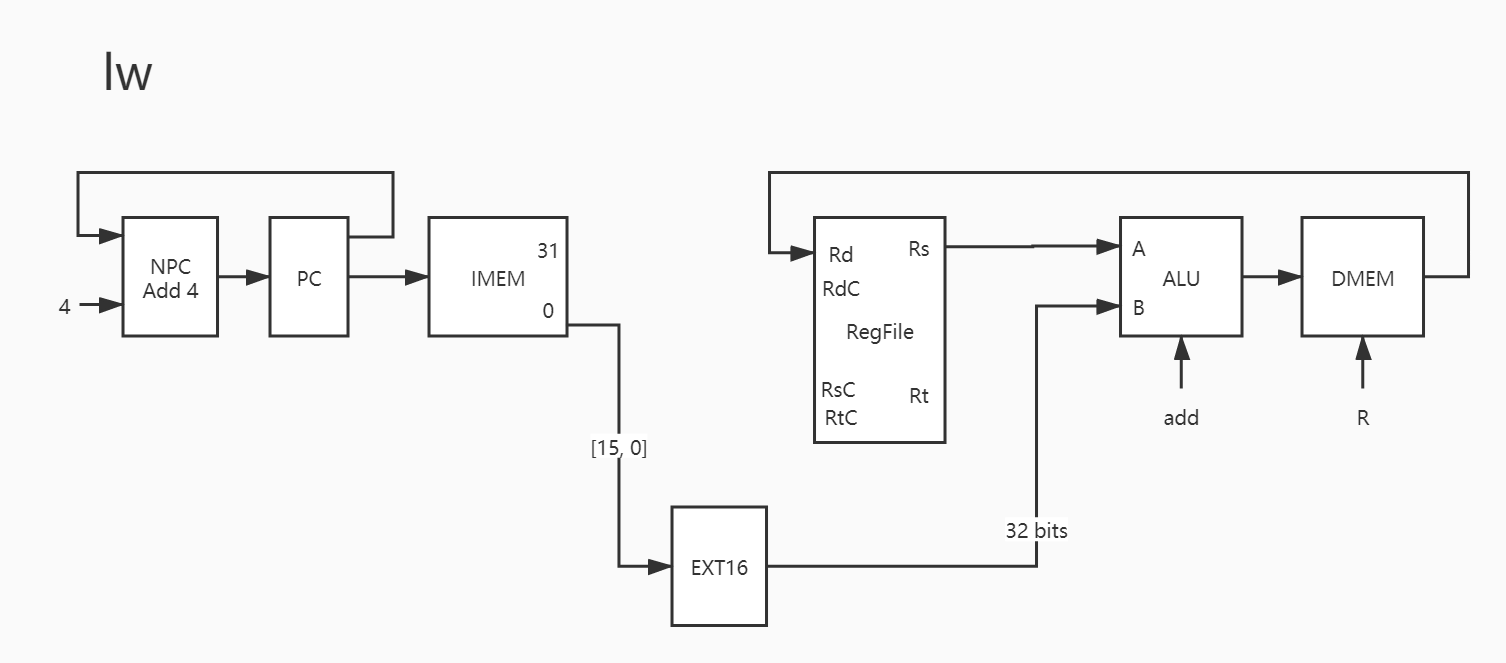 lw
NPC
Add 4
4
PC
IMEM
31
0
[15, 0]
EXT16
32 bits
Rd
RdC
RegFile
RsC
RtC
Rs
Rt
A
B
ALU
add
DMEM
R